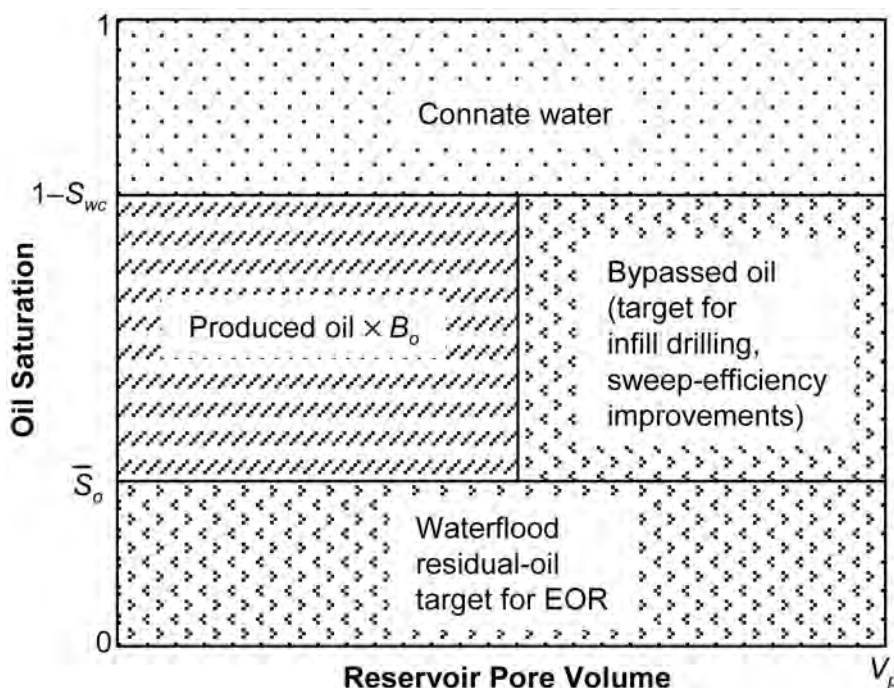 1
Connate water
1–S_wc
Oil Saturation
Produced oil × B_o
Bypassed oil
(target for
infill drilling,
sweep-efficiency
improvements)
S̄_o
Waterflood
residual-oil
target for EOR
0
Reservoir Pore Volume